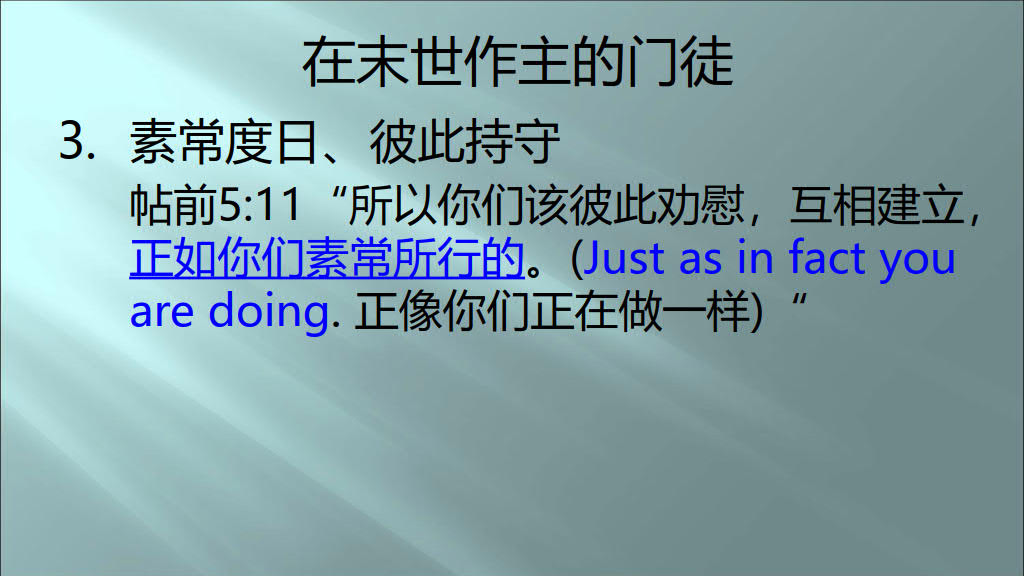 在末世作主的门徒
3. 素常度日、彼此持守
帖前5:11“所以你们该彼此劝慰，互相建立，
正如你们素常所行的。(Just as in fact you
are doing. 正像你们正在做一样)“